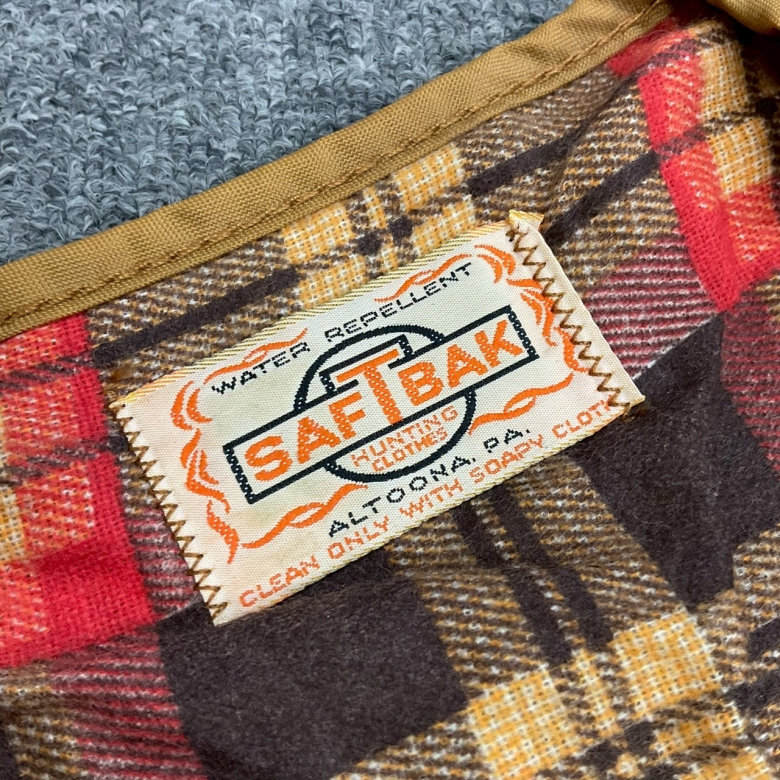 WATER REPELLENT
SAFTBAK
HUNTING
CLOTHES
ALTOONA, PA.
CLEAN ONLY WITH SOAPY CLOTH